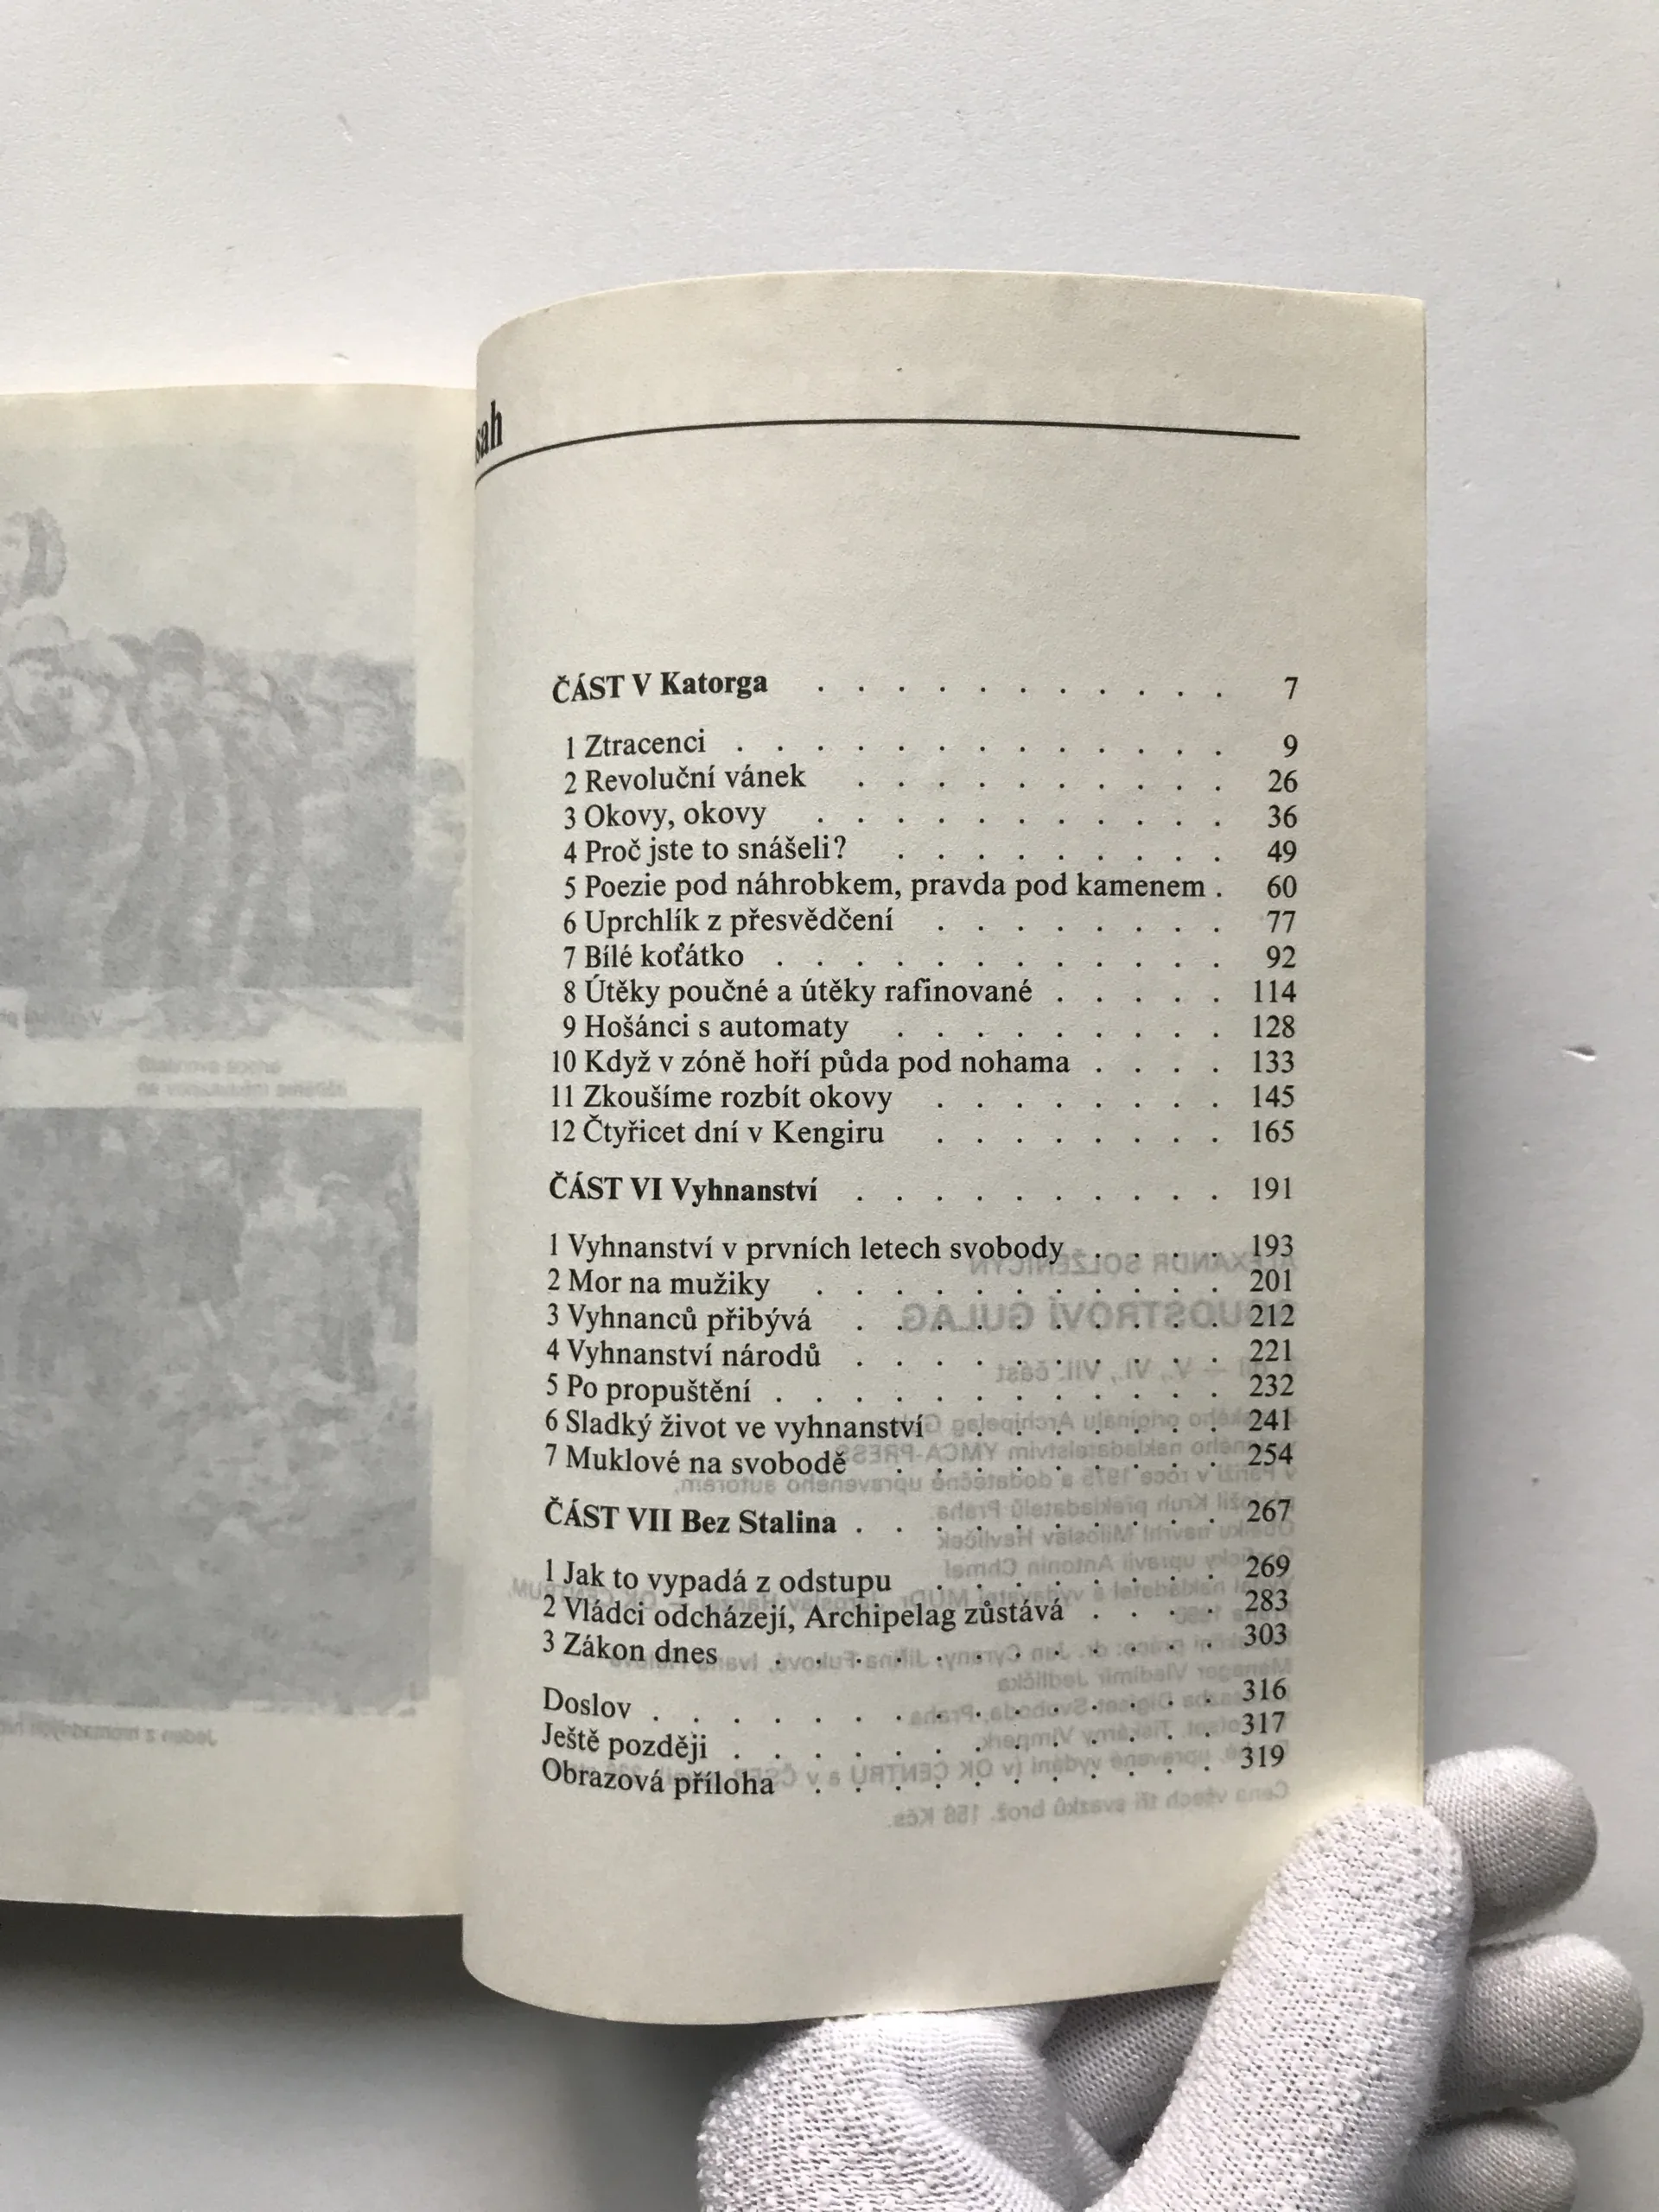 sah
ČÁST V Katorga . . . . . . . . . . . 7
1 Ztracenci . . . . . . . . . . . . . 9
2 Revoluční vánek . . . . . . . . . . 26
3 Okovy, okovy . . . . . . . . . . . 36
4 Proč jste to snášeli? . . . . . . . . . 49
5 Poezie pod náhrobkem, pravda pod kamenem . 60
6 Uprchlík z přesvědčení . . . . . . . . 77
7 Bílé koťátko . . . . . . . . . . . . 92
8 Útěky poučné a útěky rafinované . . . . . 114
9 Hošánci s automaty . . . . . . . . . 128
10 Když v zóně hoří půda pod nohama . . . . 133
11 Zkoušíme rozbít okovy . . . . . . . . 145
12 Čtyřicet dní v Kengiru . . . . . . . . 165
ČÁST VI Vyhnanství . . . . . . . . . . 191
1 Vyhnanství v prvních letech svobody . . . . 193
2 Mor na mužiky . . . . . . . . . . . 201
3 Vyhnanců přibývá . . . . . . . . . . 212
4 Vyhnanství národů . . . . . . . . . . 221
5 Po propuštění . . . . . . . . . . . . 232
6 Sladký život ve vyhnanství . . . . . . . 241
7 Muklové na svobodě . . . . . . . . . 254
ČÁST VII Bez Stalina . . . . . . . . . . 267
1 Jak to vypadá z odstupu . . . . . . . . 269
2 Vládci odcházejí, Archipelag zůstává . . . . 283
3 Zákon dnes . . . . . . . . . . . . 303
Doslov . . . . . . . . . . . . . . . 316
Ještě později . . . . . . . . . . . . . 317
Obrazová příloha . . . . . . . . . . . 319